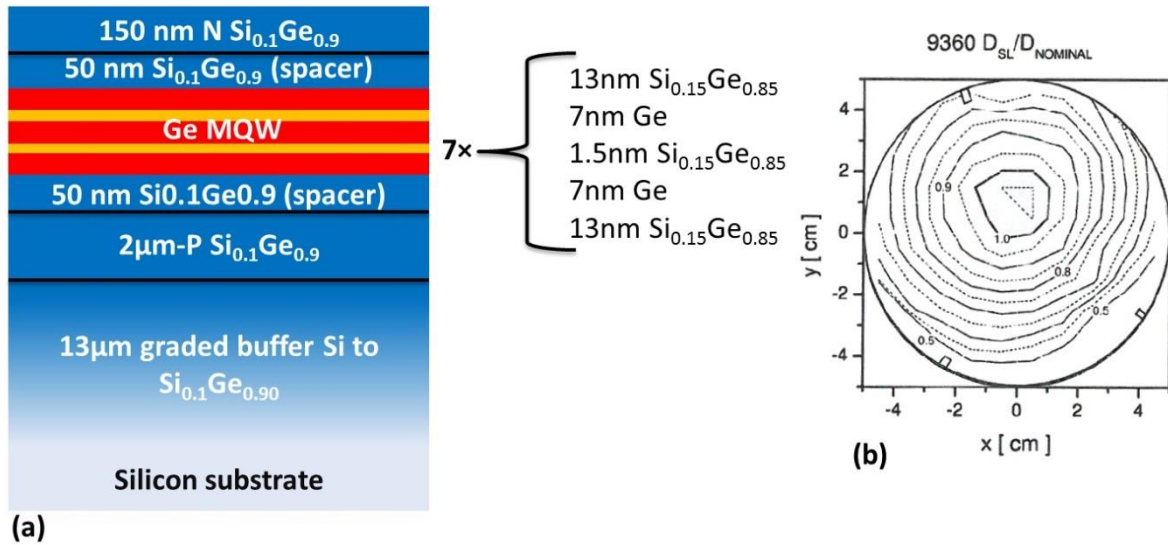 150 nm N Si₀.₁Ge₀.₉
50 nm Si₀.₁Ge₀.₉ (spacer)
Ge MQW
50 nm Si0.1Ge0.9 (spacer)
2μm-P Si₀.₁Ge₀.₉
13μm graded buffer Si to
Si₀.₁Ge₀.₉₀
Silicon substrate
(a)
7×
13nm Si₀.₁₅Ge₀.₈₅
7nm Ge
1.5nm Si₀.₁₅Ge₀.₈₅
7nm Ge
13nm Si₀.₁₅Ge₀.₈₅
9360 D_SL/D_NOMINAL
4
2
0
-2
-4
y [ cm ]
0.9
1.0
0.8
0.5
0.5
-4 -2 0 2 4
x [ cm ]
(b)